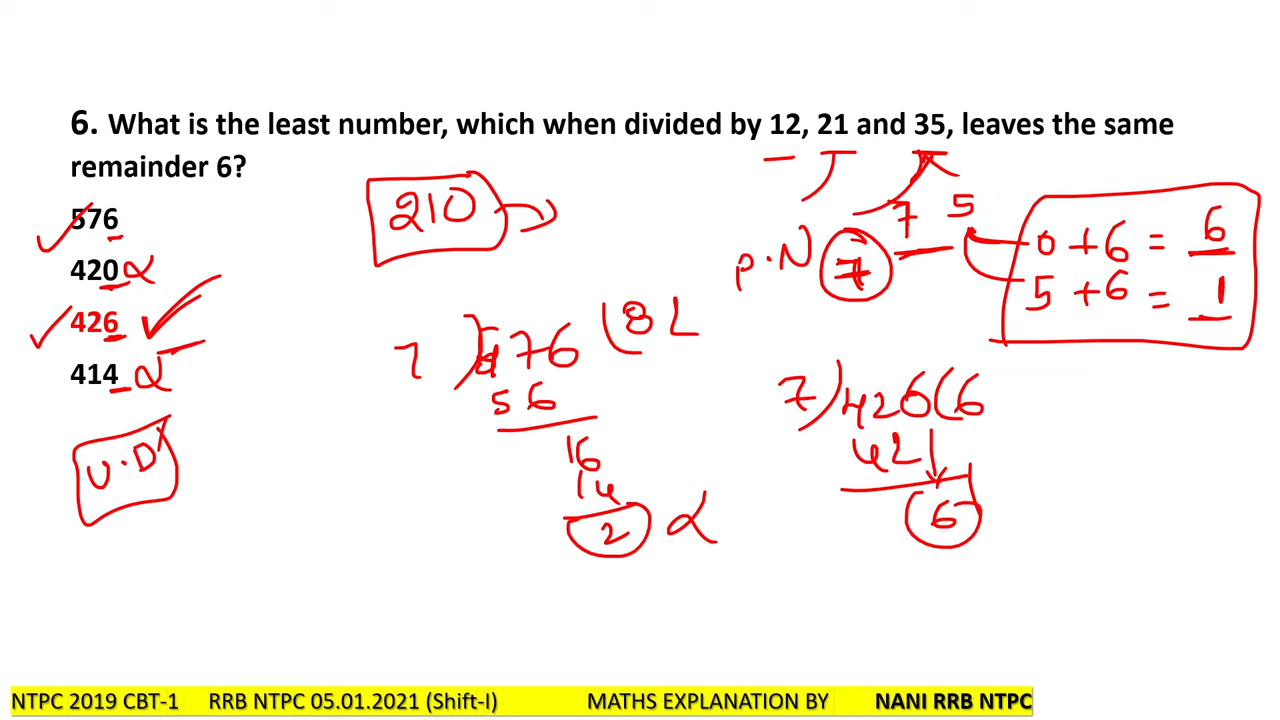 6. What is the least number, which when divided by 12, 21 and 35, leaves the same
remainder 6?
576
420
426
414
U.D
210
P.N 7
7 5
0 + 6 = 6
5 + 6 = 1
7 ) 576 ( 82
56
16
14
2
7 ) 426 ( 6
42
6
NTPC 2019 CBT-1 RRB NTPC 05.01.2021 (Shift-I) MATHS EXPLANATION BY NANI RRB NTPC